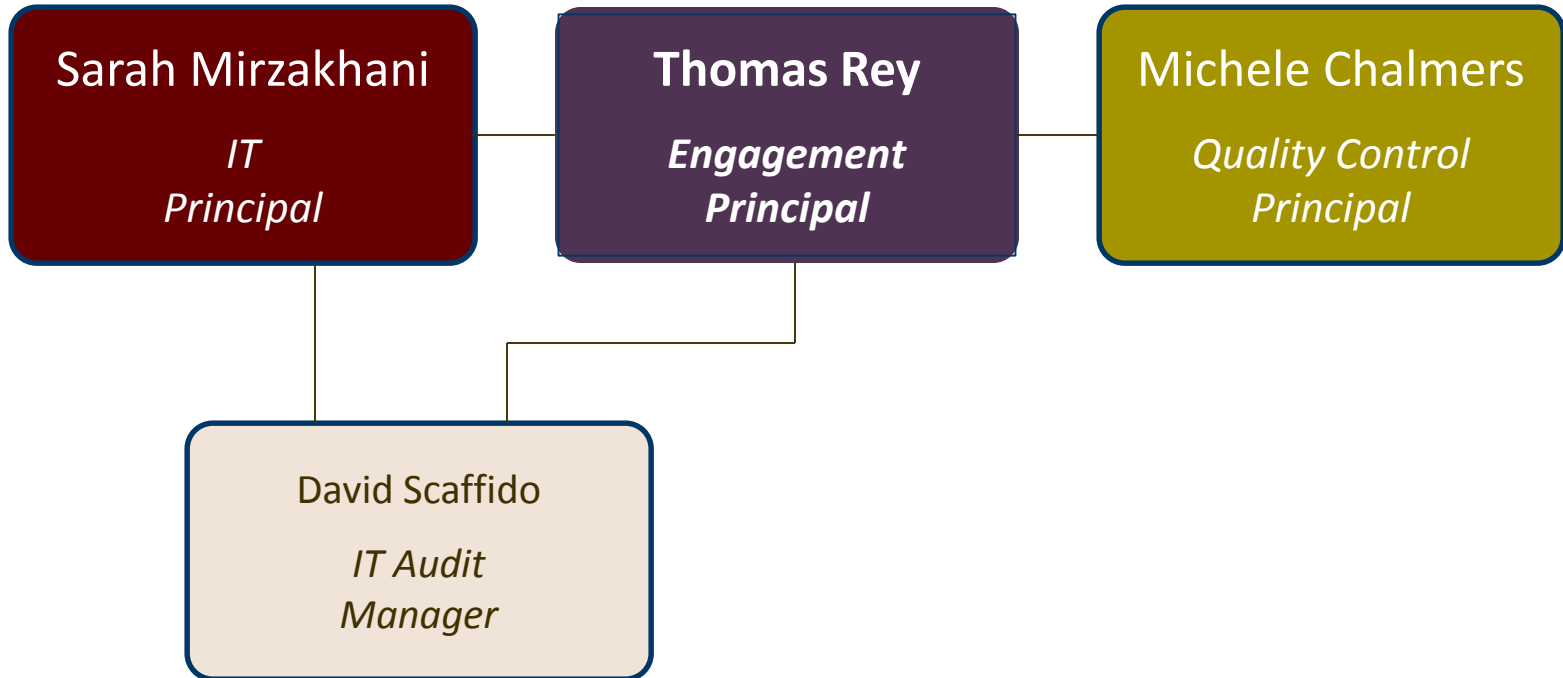 Sarah Mirzakhani
IT
Principal
Thomas Rey
Engagement
Principal
Michele Chalmers
Quality Control
Principal
David Scaffido
IT Audit
Manager